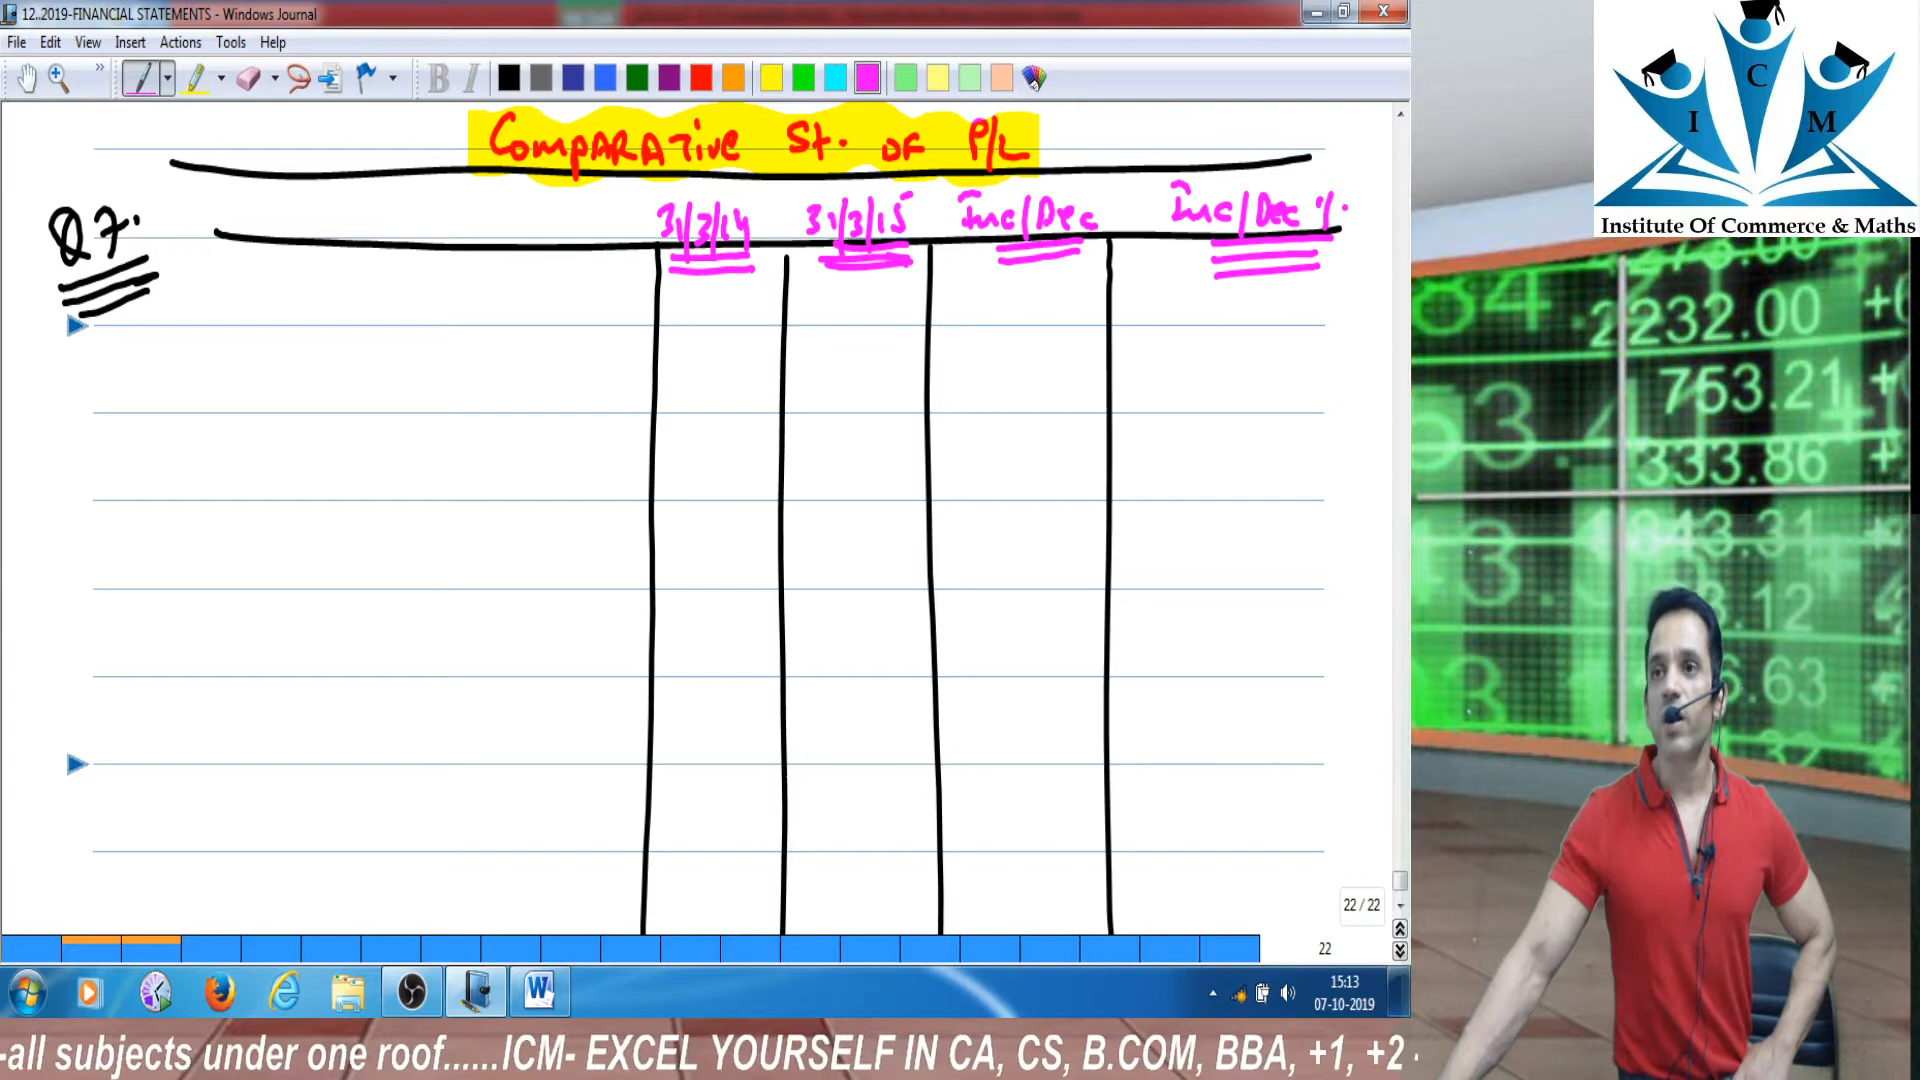 12..2019-FINANCIAL STATEMENTS - Windows Journal
File Edit View Insert Actions Tools Help
B I
Comparative St. of P/L
Q7.
31/3/14 31/3/15 Inc/Dec Inc/Dec %
I C M
Institute Of Commerce & Maths
2232.00
753.21
333.86
22 / 22
22
15:13
07-10-2019
-all subjects under one roof......ICM- EXCEL YOURSELF IN CA, CS, B.COM, BBA, +1, +2 -